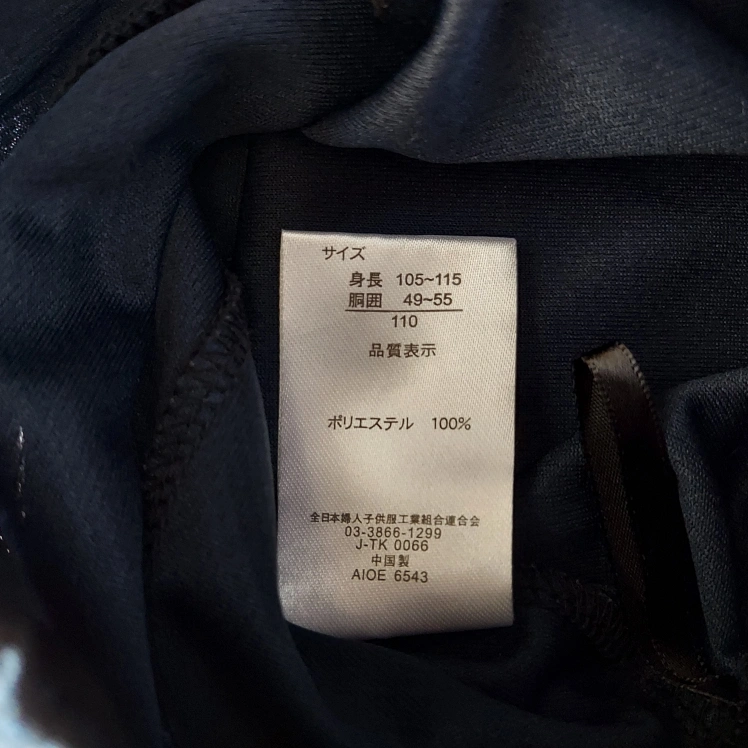 サイズ
身長 105~115
胴囲 49~55
110
品質表示
ポリエステル 100%
全日本婦人子供服工業組合連合会
03-3866-1299
J-TK 0066
中国製
AIOE 6543